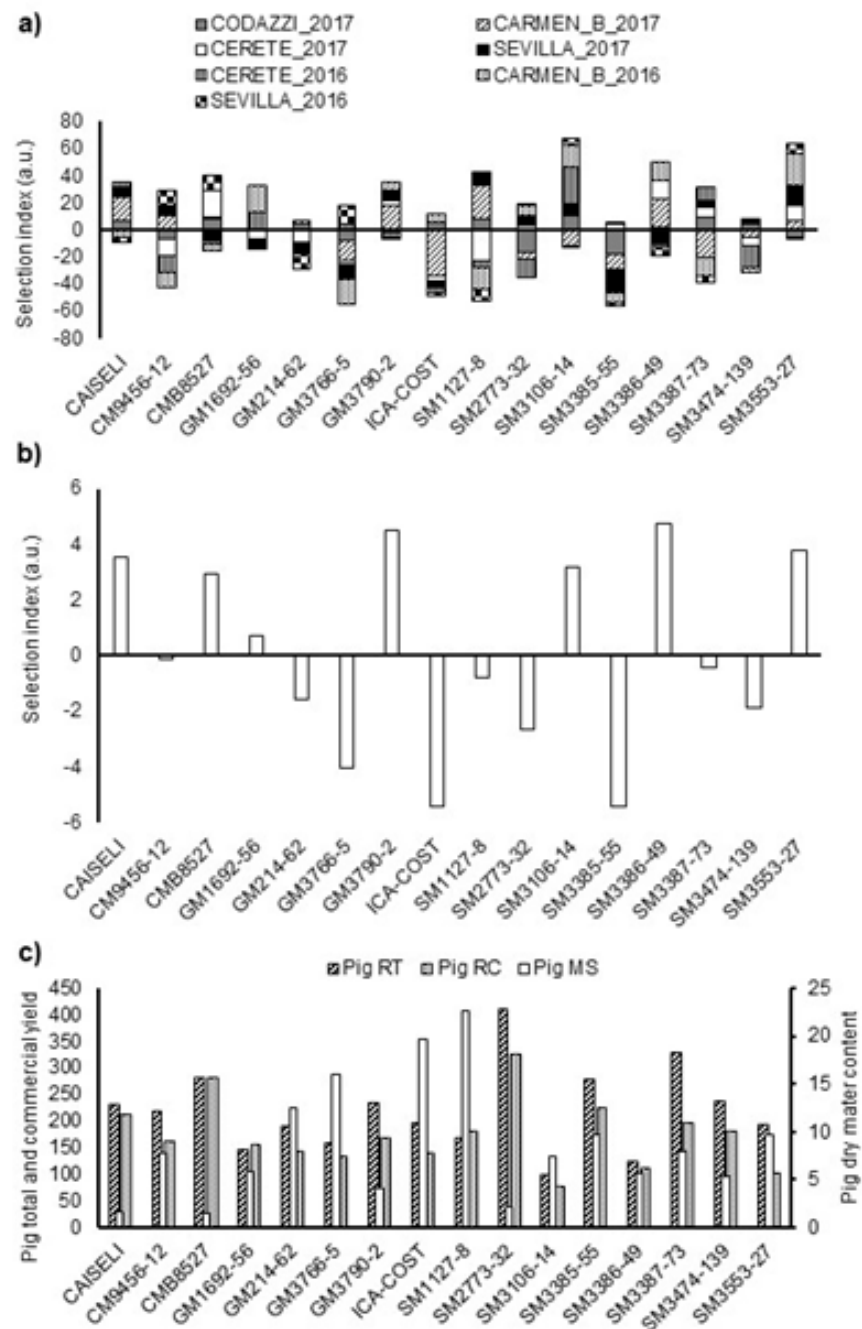 a)
CODAZZI_2017 CARMEN_B_2017
CERETE_2017 SEVILLA_2017
CERETE_2016 CARMEN_B_2016
SEVILLA_2016
Selection index (a.u.)
80
60
40
20
0
-20
-40
-60
-80
CAISELI CM9456-12 CMB8527 GM1692-56 GM214-62 GM3766-5 GM3790-2 ICA-COST SM1127-8 SM2773-32 SM3106-14 SM3385-55 SM3386-49 SM3387-73 SM3474-139 SM3553-27
b)
Selection index (a.u.)
6
4
2
0
-2
-4
-6
CAISELI CM9456-12 CMB8527 GM1692-56 GM214-62 GM3766-5 GM3790-2 ICA-COST SM1127-8 SM2773-32 SM3106-14 SM3385-55 SM3386-49 SM3387-73 SM3474-139 SM3553-27
c)
Pig RT Pig RC Pig MS
Pig total and commercial yield
450
400
350
300
250
200
150
100
50
0
25
20
15
10
5
0
Pig dry mater content
CAISELI CM9456-12 CMB8527 GM1692-56 GM214-62 GM3766-5 GM3790-2 ICA-COST SM1127-8 SM2773-32 SM3106-14 SM3385-55 SM3386-49 SM3387-73 SM3474-139 SM3553-27